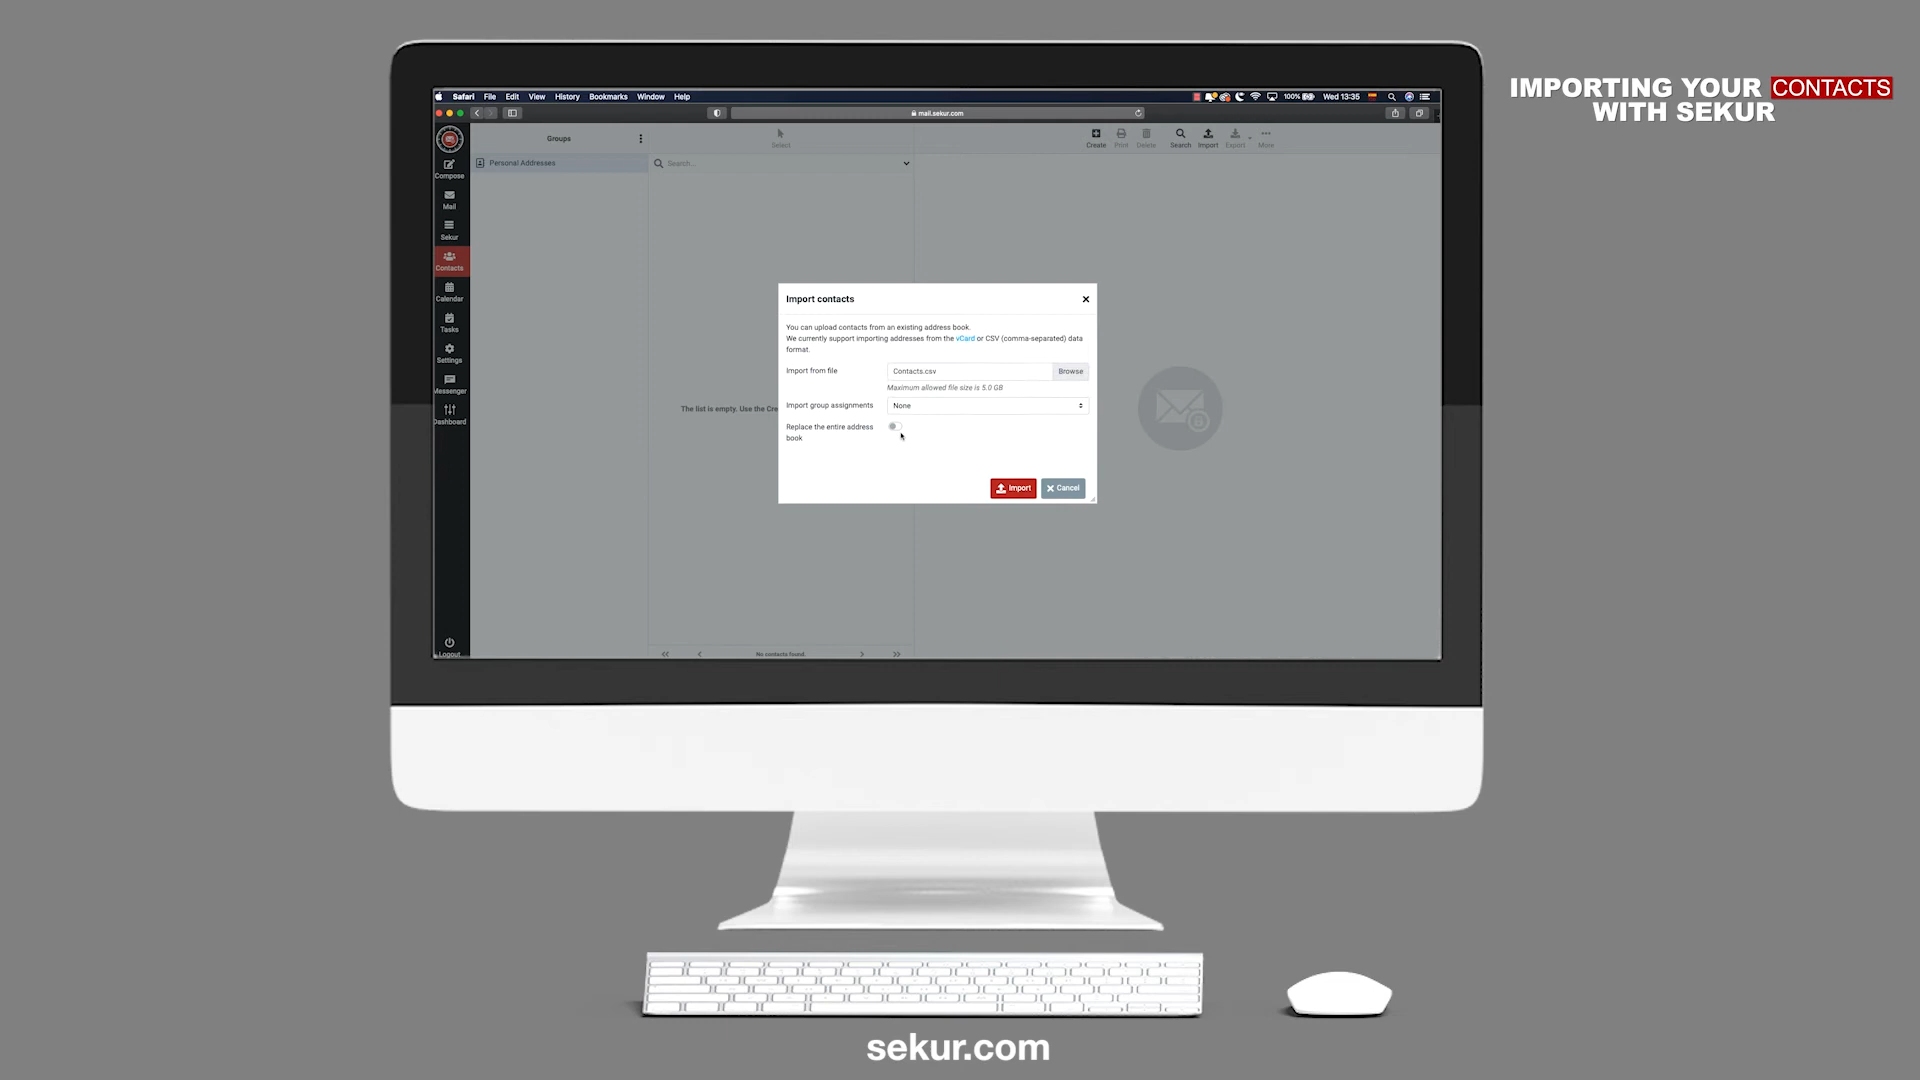 IMPORTING YOUR CONTACTS
WITH SEKUR
Safari File Edit View History Bookmarks Window Help
100% Wed 13:35
mail.sekur.com
Groups
Select
Create Print Delete Search Import Export More
Personal Addresses
Search...
Compose
Mail
Sekur
Contacts
Calendar
Tasks
Settings
Messenger
Dashboard
Logout
The list is empty. Use the Cre
Import contacts
You can upload contacts from an existing address book.
We currently support importing addresses from the vCard or CSV (comma-separated) data
format.
Import from file Contacts.csv Browse
Maximum allowed file size is 5.0 GB
Import group assignments None
Replace the entire address
book
Import Cancel
No contacts found.
sekur.com